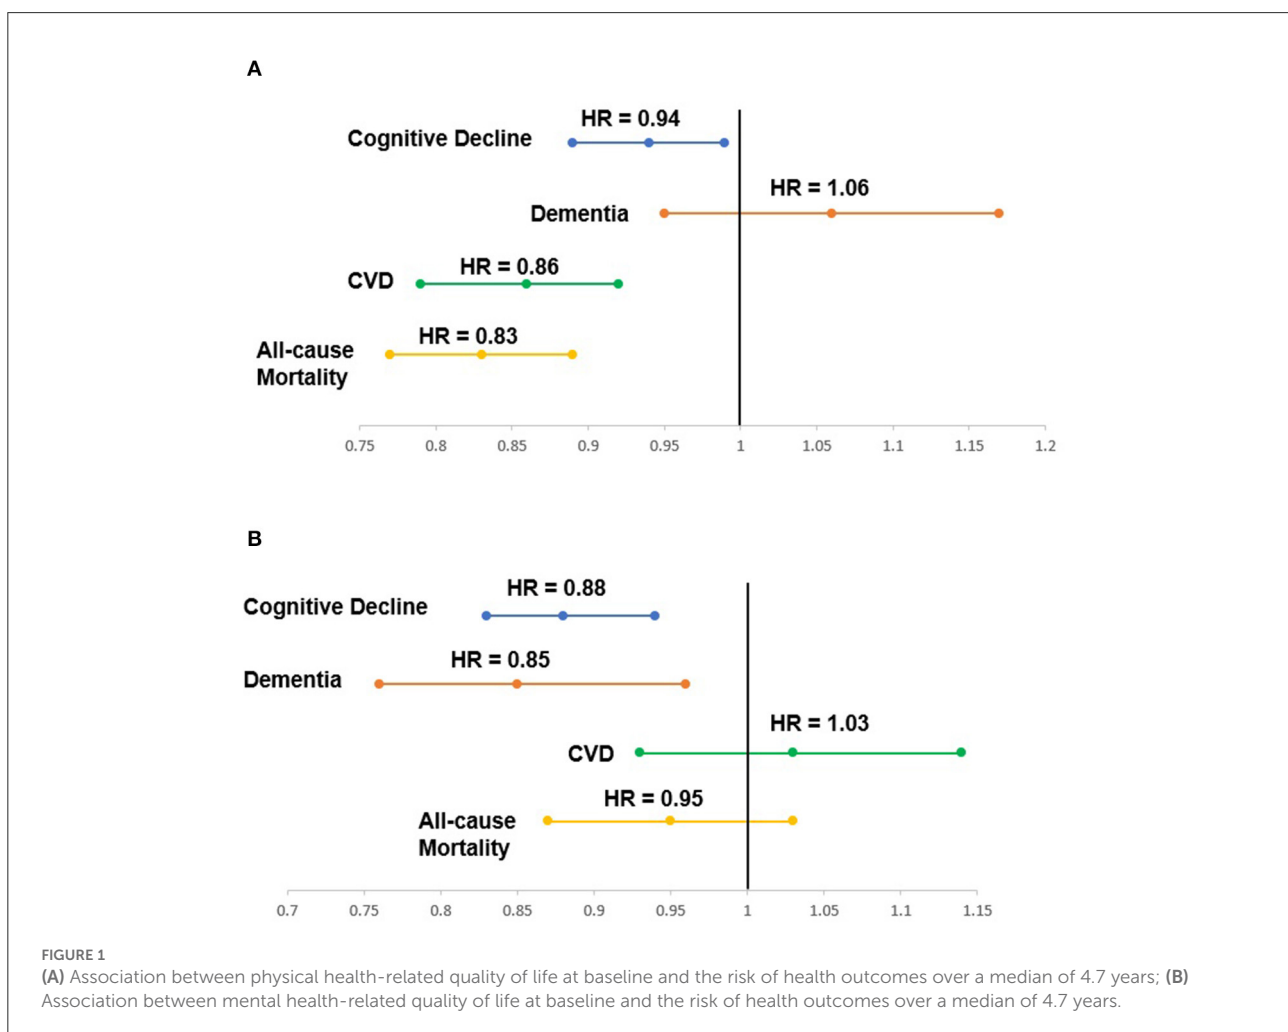 A
HR = 0.94
Cognitive Decline
HR = 1.06
Dementia
HR = 0.86
CVD
HR = 0.83
All-cause
Mortality
0.75 0.8 0.85 0.9 0.95 1 1.05 1.1 1.15 1.2
B
HR = 0.88
Cognitive Decline
HR = 0.85
Dementia
HR = 1.03
CVD
HR = 0.95
All-cause
Mortality
0.7 0.75 0.8 0.85 0.9 0.95 1 1.05 1.1 1.15
FIGURE 1
(A) Association between physical health-related quality of life at baseline and the risk of health outcomes over a median of 4.7 years; (B)
Association between mental health-related quality of life at baseline and the risk of health outcomes over a median of 4.7 years.